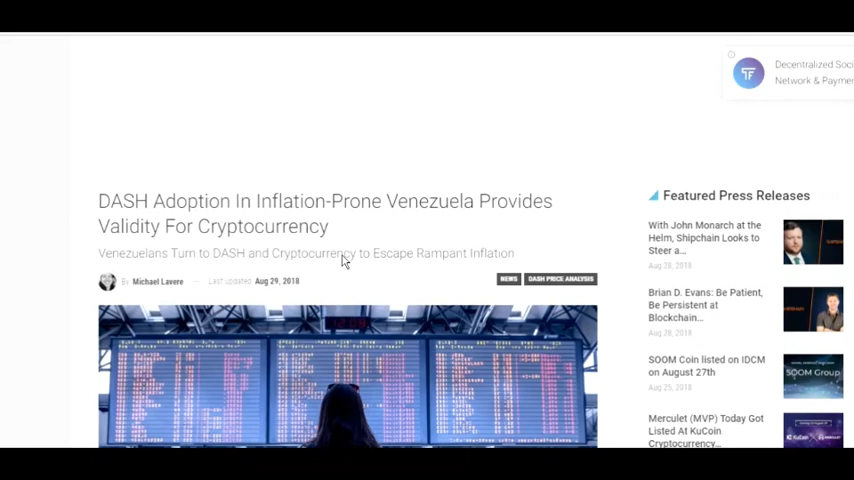 Decentralized Soci
Network & Paymen
DASH Adoption In Inflation-Prone Venezuela Provides
Validity For Cryptocurrency
Venezuelans Turn to DASH and Cryptocurrency to Escape Rampant Inflation
By Michael Lavere — Last updated Aug 29, 2018
NEWS DASH PRICE ANALYSIS
Featured Press Releases
With John Monarch at the
Helm, Shipchain Looks to
Steer a...
Aug 28, 2018
Brian D. Evans: Be Patient,
Be Persistent at
Blockchain...
Aug 28, 2018
SOOM Coin listed on IDCM
on August 27th
Aug 25, 2018
SOOM Group
Merculet (MVP) Today Got
Listed At KuCoin
Cryptocurrency...
KuCoin